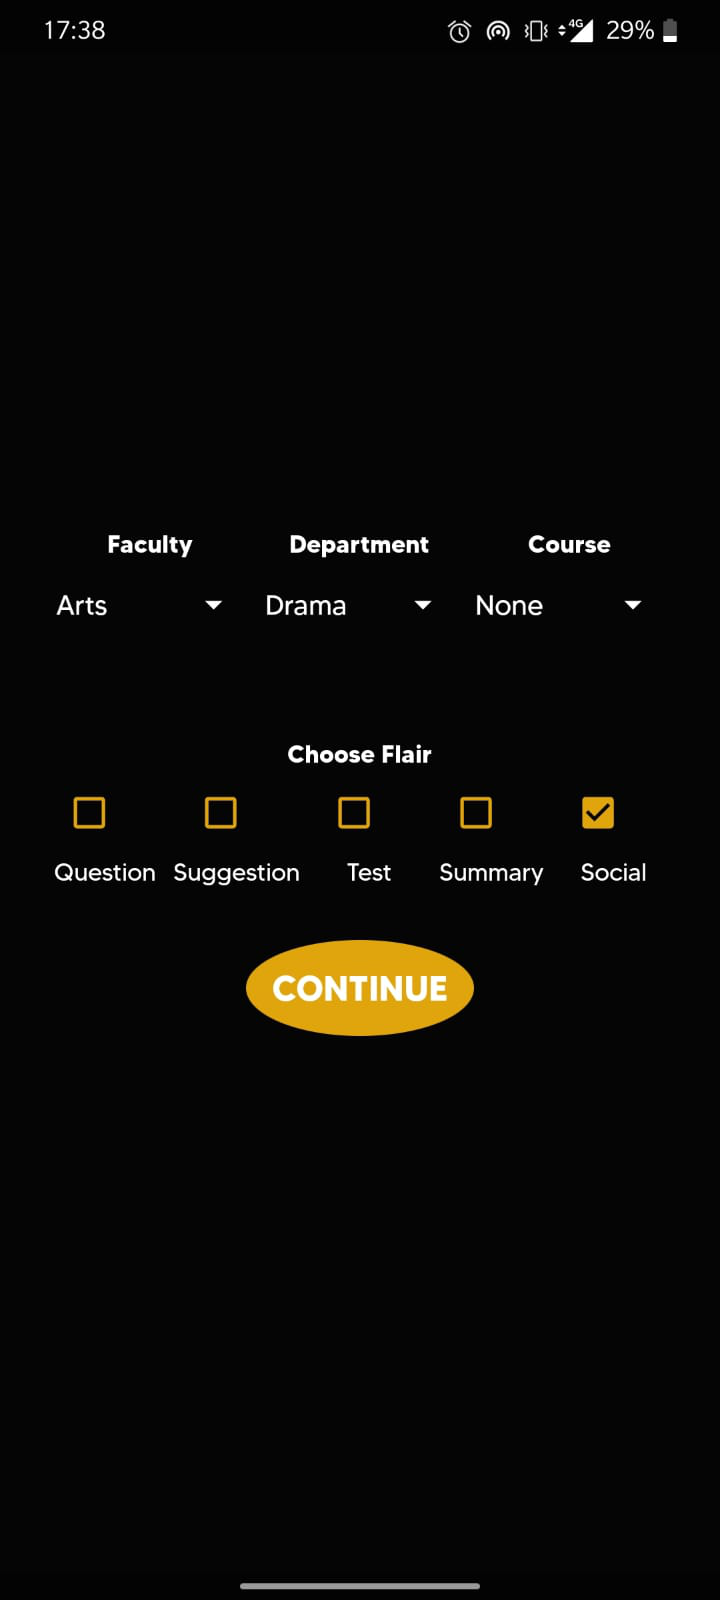 17:38 4G 29%
Faculty Department Course
Arts Drama None
Choose Flair
Question Suggestion Test Summary Social
CONTINUE